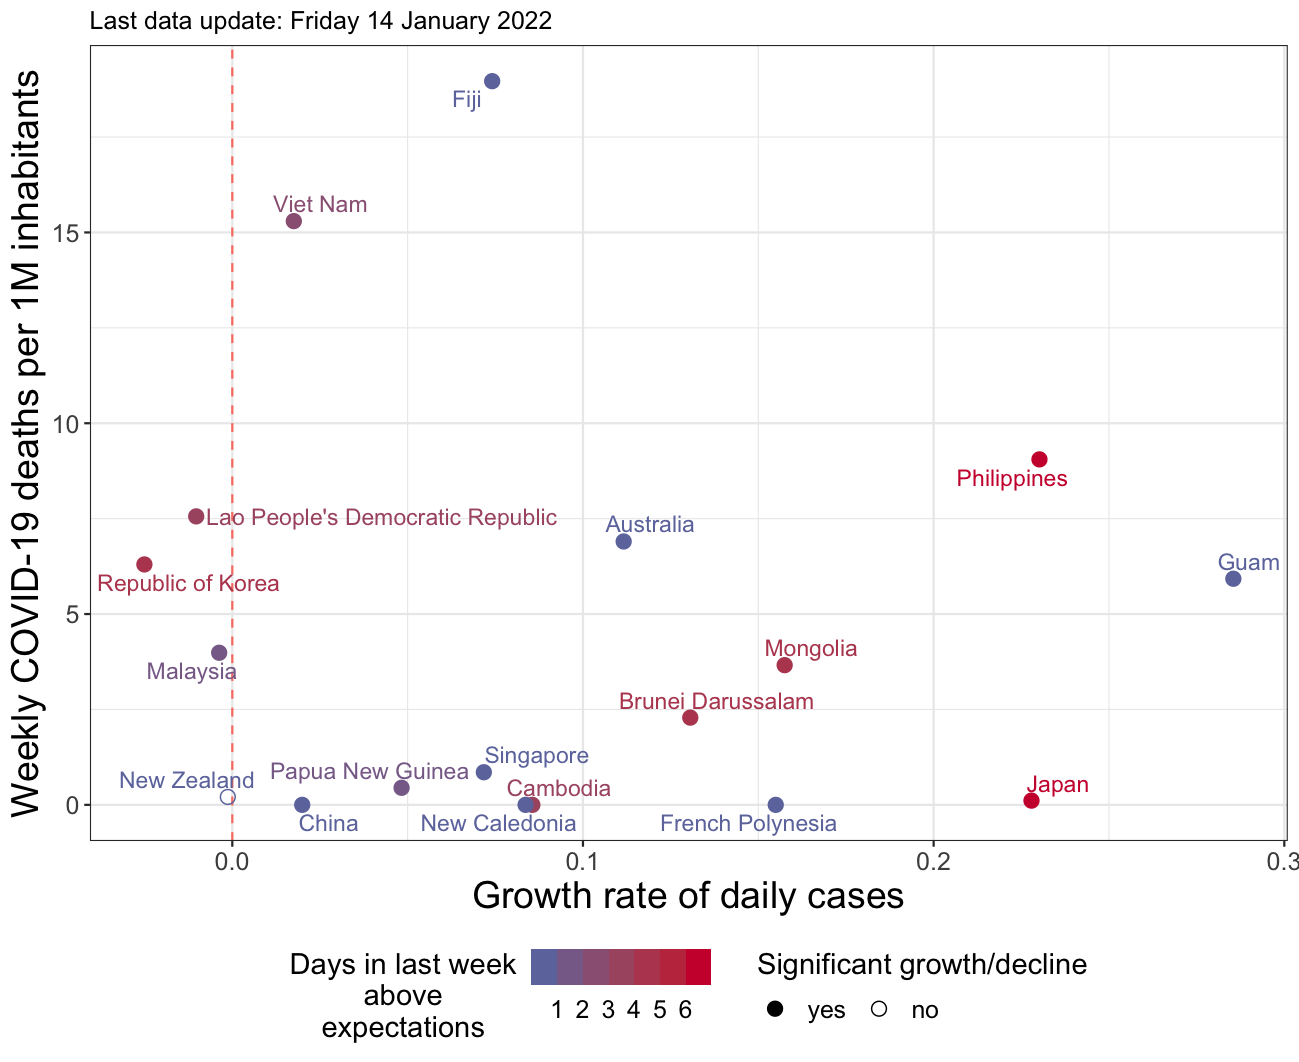 Last data update: Friday 14 January 2022
Weekly COVID-19 deaths per 1M inhabitants
Fiji
Viet Nam
15
10
Philippines
Lao People's Democratic Republic
Australia
Guam
Republic of Korea
5
Mongolia
Malaysia
Brunei Darussalam
Singapore
Papua New Guinea
New Zealand
Cambodia
Japan
0
China
New Caledonia
French Polynesia
0.0
0.1
0.2
0.3
Growth rate of daily cases
Days in last week
above
expectations
1 2 3 4 5 6
Significant growth/decline
yes
no